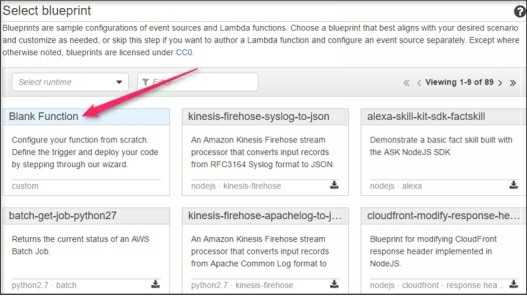 Select blueprint
Blueprints are sample configurations of event sources and Lambda functions. Choose a blueprint that best aligns with your desired scenario
and customize as needed, or skip this step if you want to author a Lambda function and configure an event source separately. Except where
otherwise noted, blueprints are licensed under CC0.
Select runtime
Viewing 1-9 of 89
Blank Function
kinesis-firehose-syslog-to-json
alexa-skill-kit-sdk-factskill
Configure your function from scratch.
Define the trigger and deploy your code
by stepping through our wizard.
An Amazon Kinesis Firehose stream
processor that converts input records
from RFC3164 Syslog format to JSON.
Demonstrate a basic fact skill built with
the ASK NodeJS SDK
custom
nodejs · kinesis-firehose
nodejs · alexa
batch-get-job-python27
kinesis-firehose-apachelog-to-j...
cloudfront-modify-response-he...
Returns the current status of an AWS
Batch Job.
An Amazon Kinesis Firehose stream
processor that converts input records
from Apache Common Log format to
Blueprint for modifying CloudFront
response header implemented in
NodeJS.
python2.7 · batch
python2.7 · kinesis-firehose
nodejs · cloudfront · response hea...